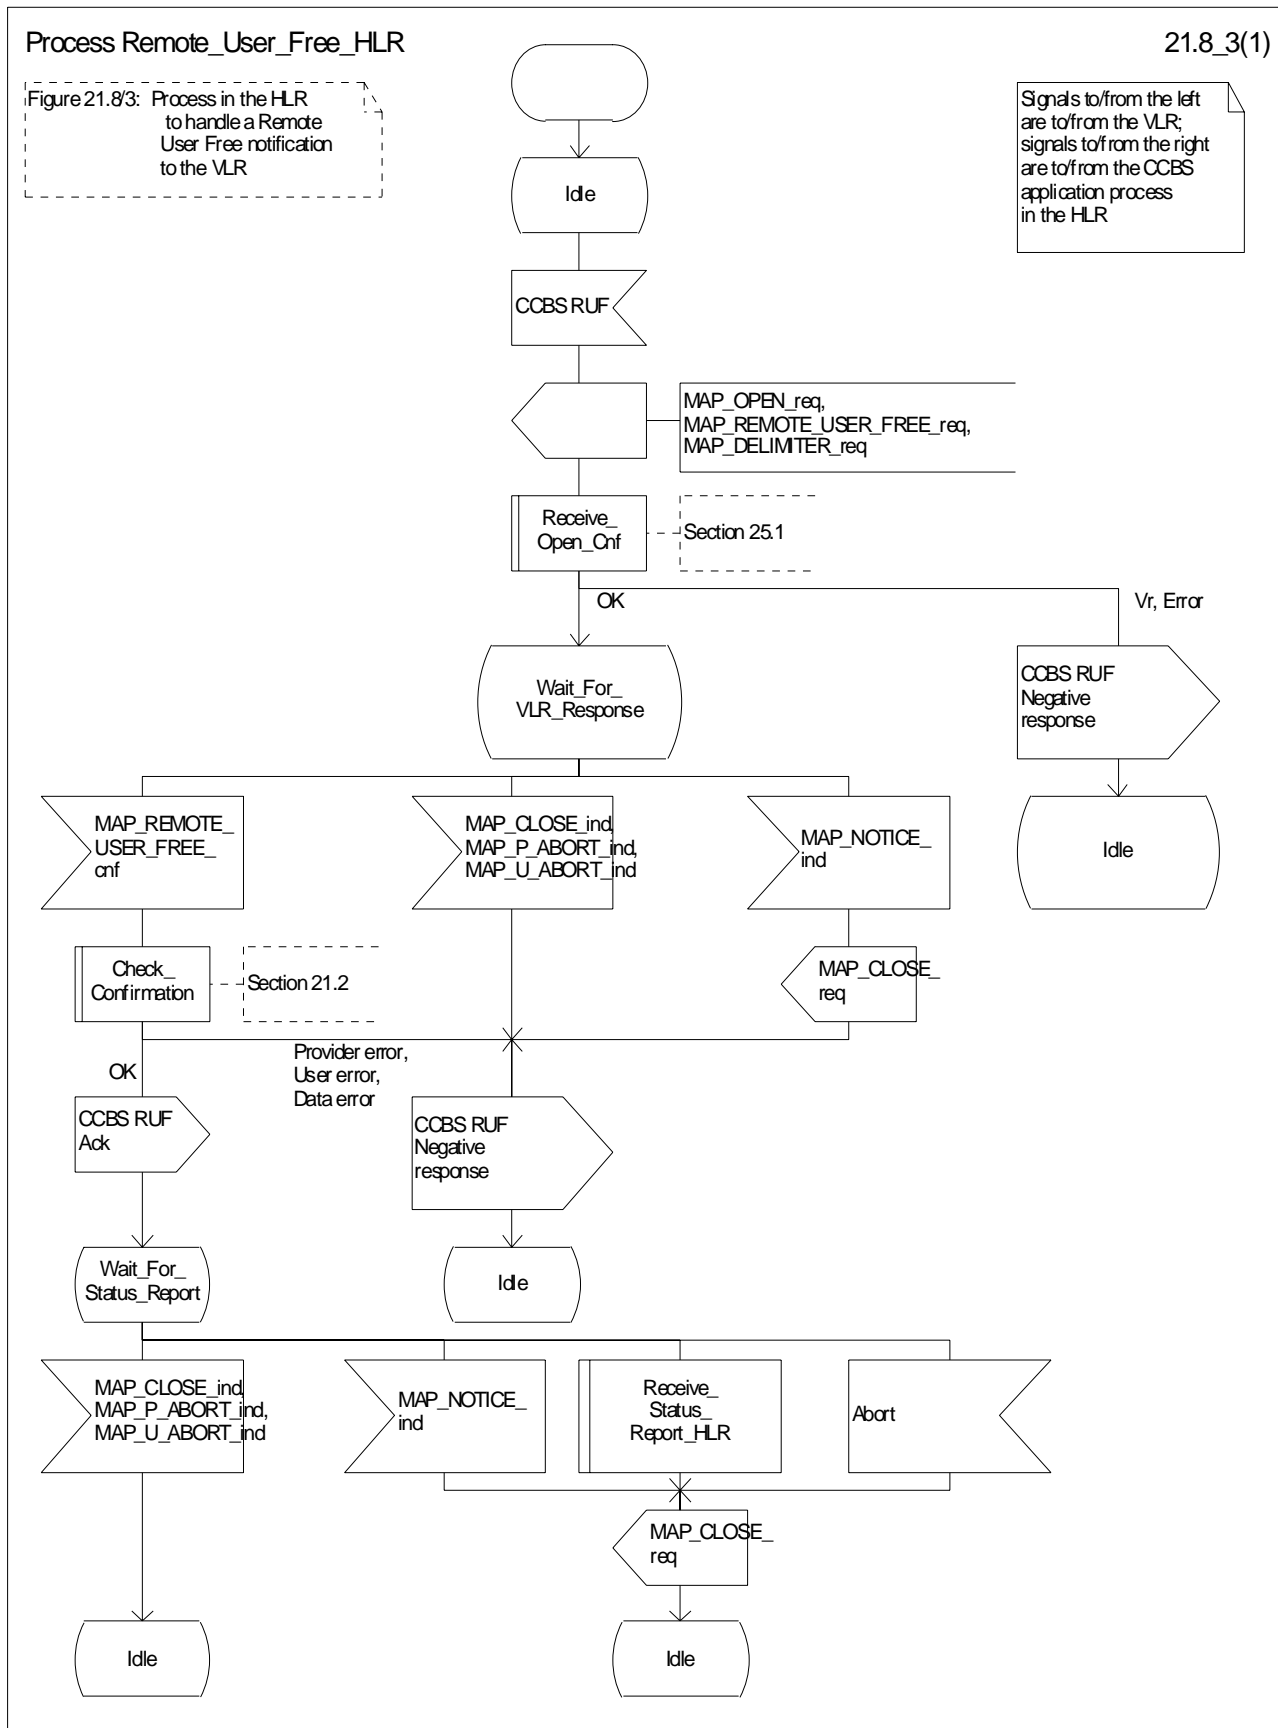 Process Remote_User_Free_HLR
21.8_3(1)
Figure 21.8/3: Process in the HLR
to handle a Remote
User Free notification
to the VLR
Signals to/from the left
are to/from the VLR;
signals to/from the right
are to/from the CCBS
application process
in the HLR
Idle
CCBS RUF
MAP_OPEN_req,
MAP_REMOTE_USER_FREE_req,
MAP_DELIMITER_req
Receive_
Open_Cnf
Section 25.1
OK
Vr, Error
Wait_For_
VLR_Response
CCBS RUF
Negative
response
MAP_REMOTE_
USER_FREE_
cnf
MAP_CLOSE_ind,
MAP_P_ABORT_ind,
MAP_U_ABORT_ind
MAP_NOTICE_
ind
Idle
Check_
Confirmation
Section 21.2
MAP_CLOSE_
req
OK
Provider error,
User error,
Data error
CCBS RUF
Ack
CCBS RUF
Negative
response
Wait_For_
Status_Report
Idle
MAP_CLOSE_ind,
MAP_P_ABORT_ind,
MAP_U_ABORT_ind
MAP_NOTICE_
ind
Receive_
Status_
Report_HLR
Abort
MAP_CLOSE_
req
Idle
Idle